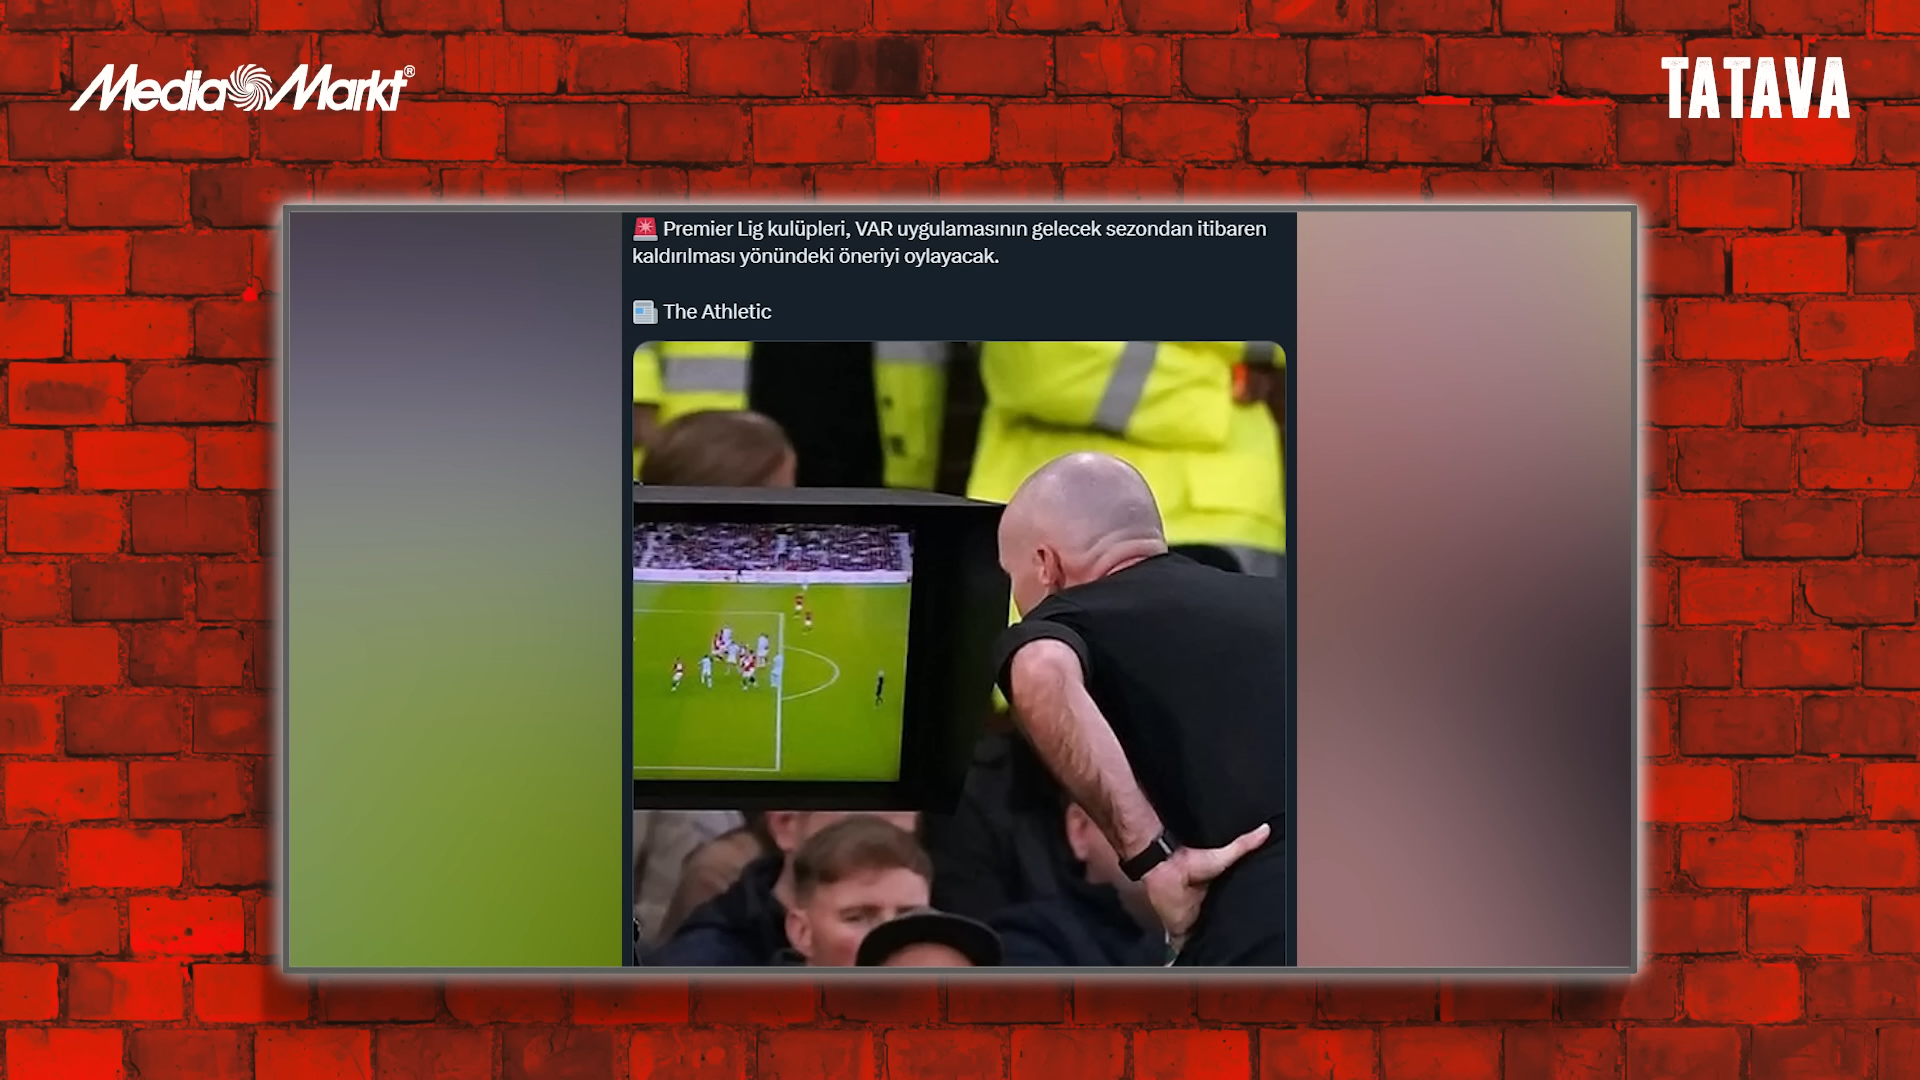 MediaMarkt®
TATAVA
🚨 Premier Lig kulüpleri, VAR uygulamasının gelecek sezondan itibaren
kaldırılması yönündeki öneriyi oylayacak.
📰 The Athletic